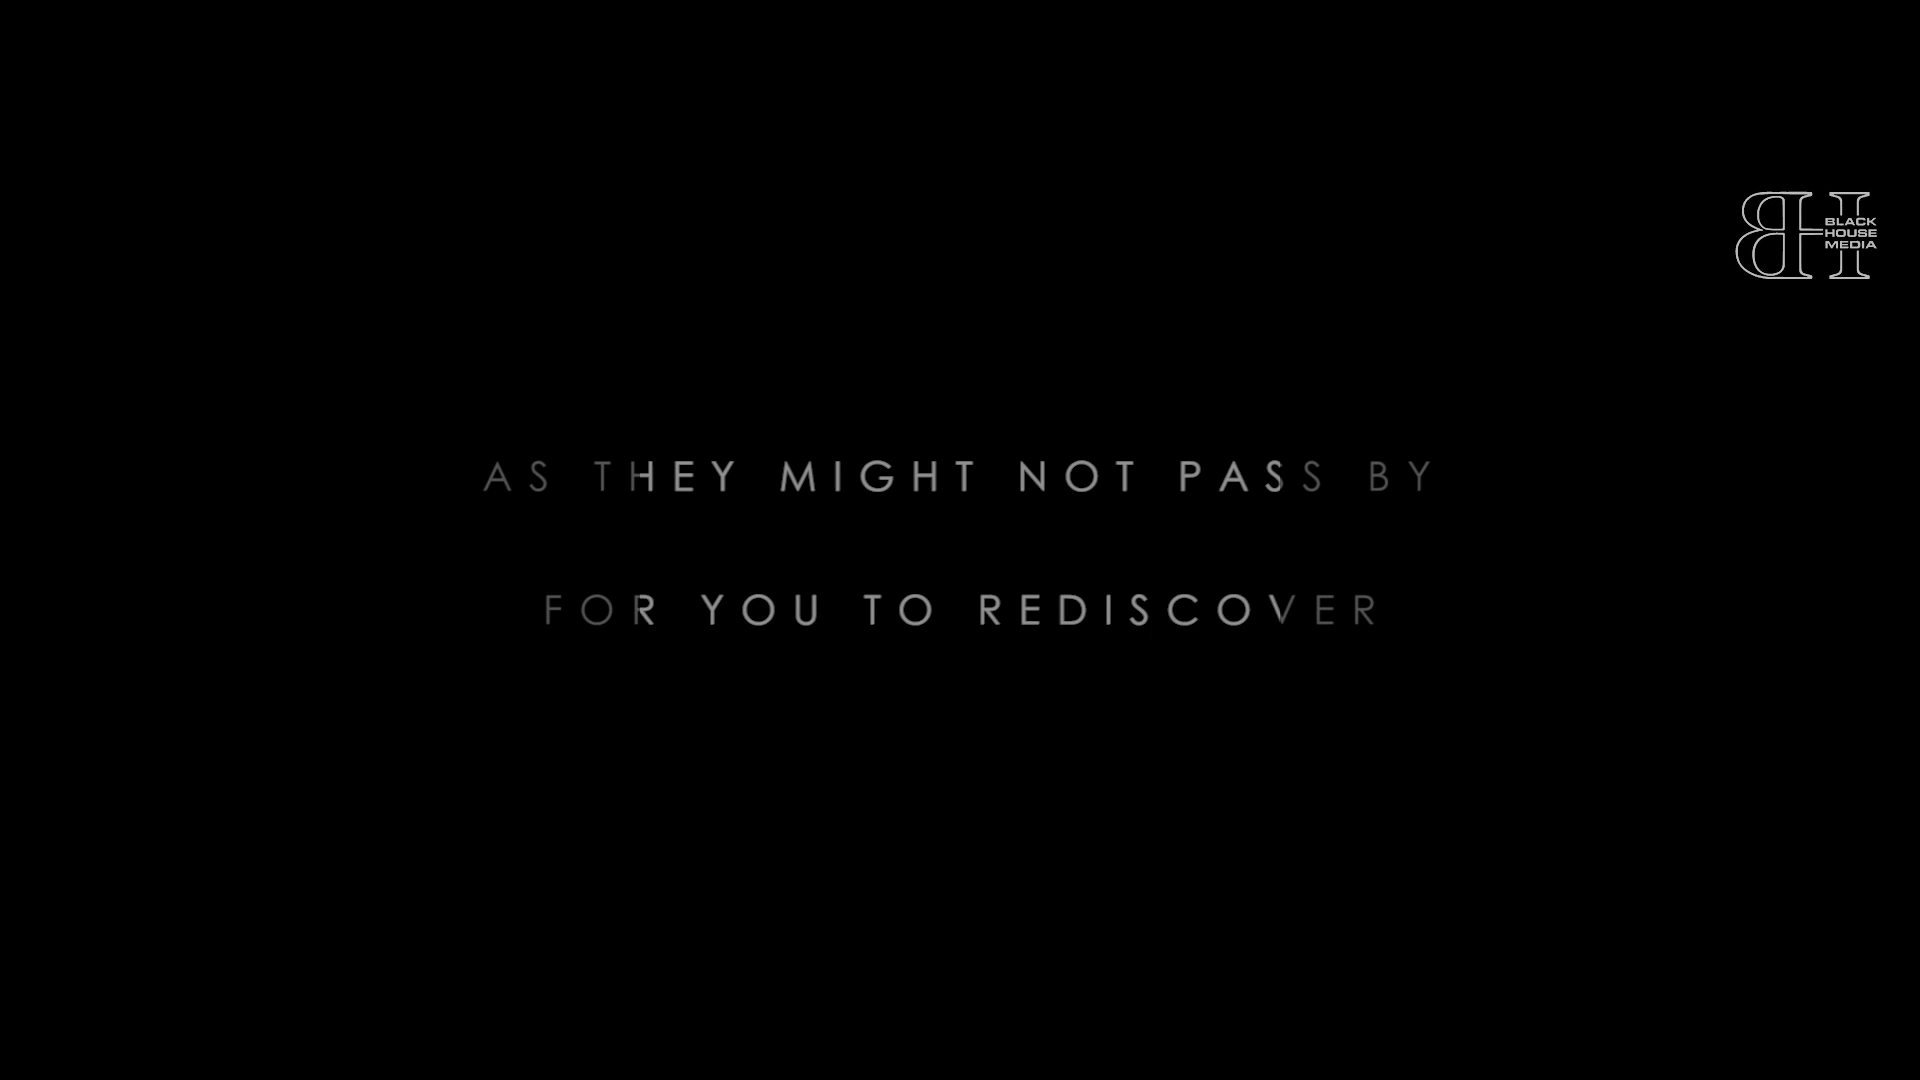 BLACK
HOUSE
MEDIA
AS THEY MIGHT NOT PASS BY
FOR YOU TO REDISCOVER